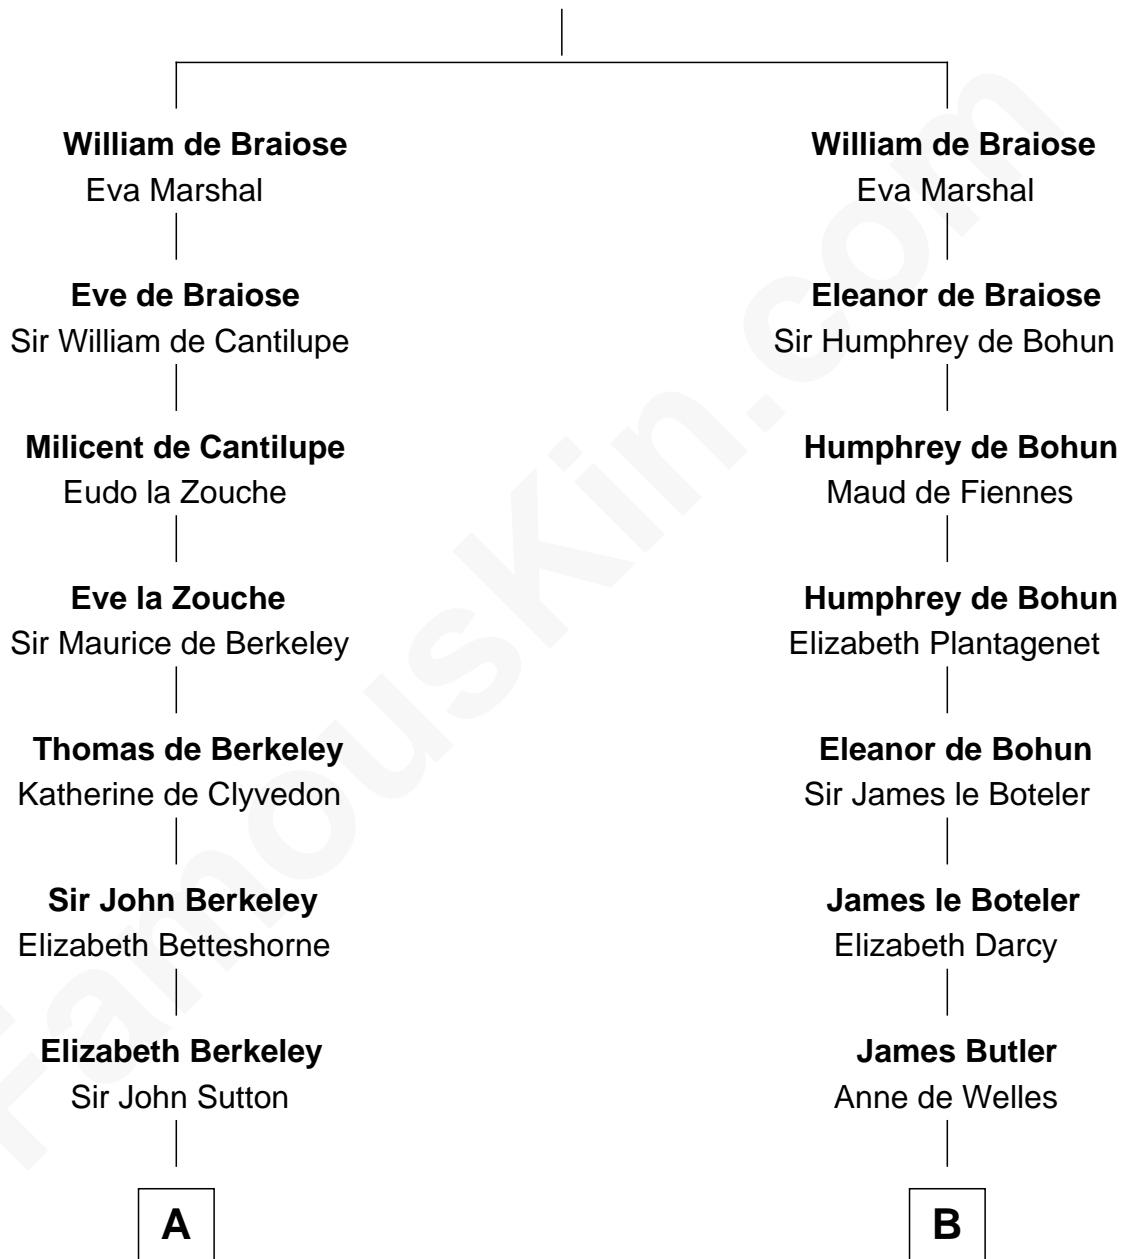 William de Braiose
Eva Marshal
Eve de Braiose
Sir William de Cantilupe
Milicent de Cantilupe
Eudo la Zouche
Eve la Zouche
Sir Maurice de Berkeley
Thomas de Berkeley
Katherine de Clyvedon
Sir John Berkeley
Elizabeth Betteshorne
Elizabeth Berkeley
Sir John Sutton
A
William de Braiose
Eva Marshal
Eleanor de Braiose
Sir Humphrey de Bohun
Humphrey de Bohun
Maud de Fiennes
Humphrey de Bohun
Elizabeth Plantagenet
Eleanor de Bohun
Sir James le Boteler
James le Boteler
Elizabeth Darcy
James Butler
Anne de Welles
B
FamousKin.com